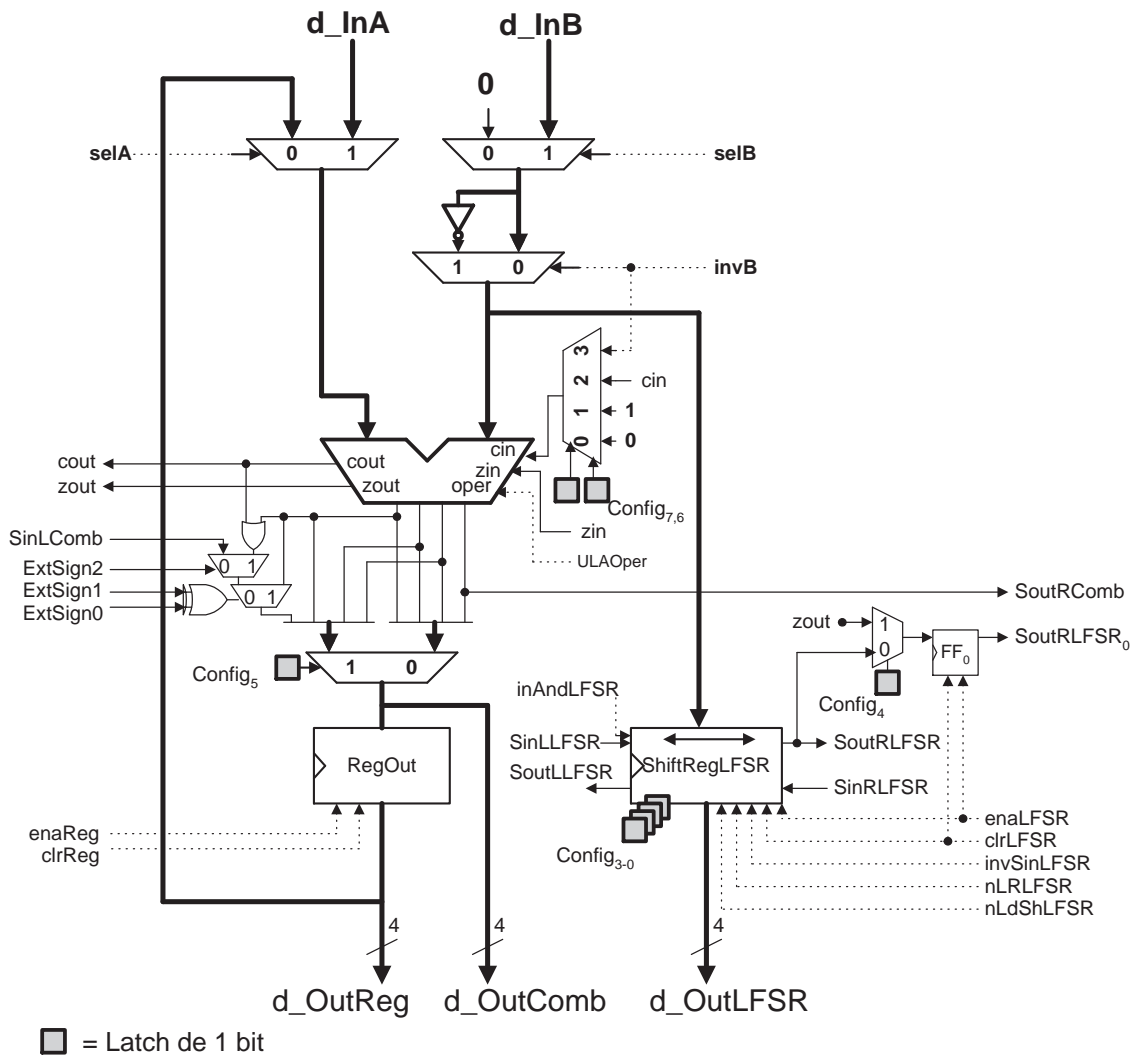 d_InA d_InB
0
selA 0 1 0 1 selB
1 0 invB
3
2 cin
1 1
0 0
cout cin
cout zin
zout zout oper
Config7,6
zin
SinLComb ULAOper
0 1
ExtSign2
ExtSign1 0 1 SoutRComb
ExtSign0
zout 1 SoutRLFSR0
0 FF0
Config5 1 0
Config4
inAndLFSR
SinLLFSR SoutRLFSR
RegOut ShiftRegLFSR
SoutLLFSR SinRLFSR
enaReg enaLFSR
clrReg clrLFSR
Config3-0 invSinLFSR
nLRLFSR
nLdShLFSR
4 4 4
d_OutReg d_OutComb d_OutLFSR
= Latch de 1 bit